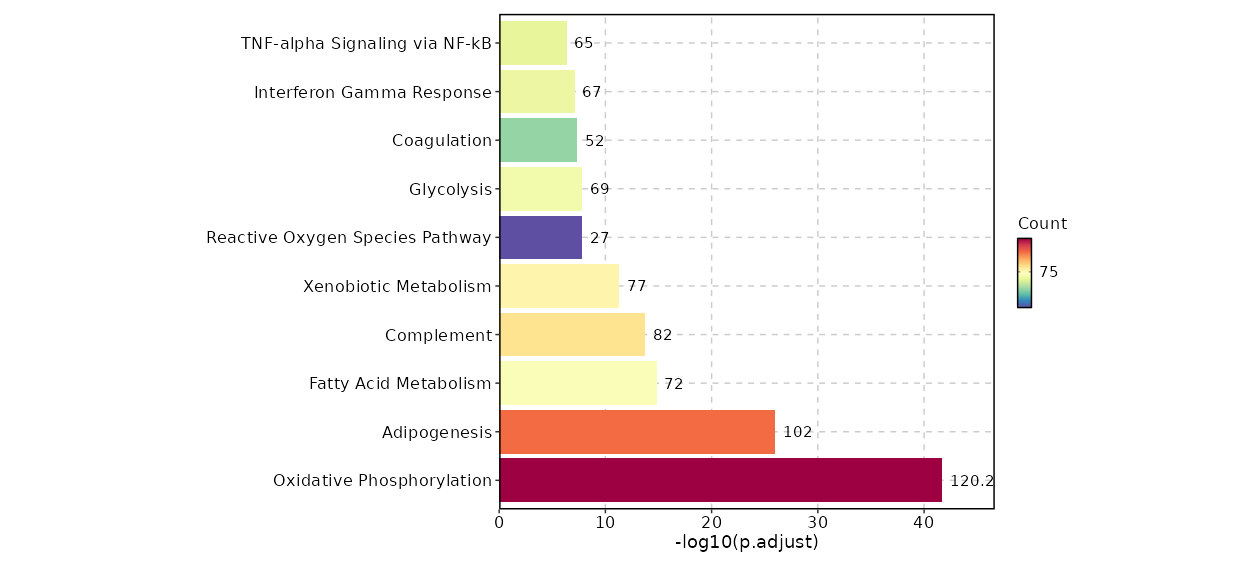 TNF-alpha Signaling via NF-kB 65
Interferon Gamma Response 67
Coagulation 52
Glycolysis 69
Reactive Oxygen Species Pathway 27
Xenobiotic Metabolism 77
Complement 82
Fatty Acid Metabolism 72
Adipogenesis 102
Oxidative Phosphorylation 120.2
0 10 20 30 40
-log10(p.adjust)
Count
75